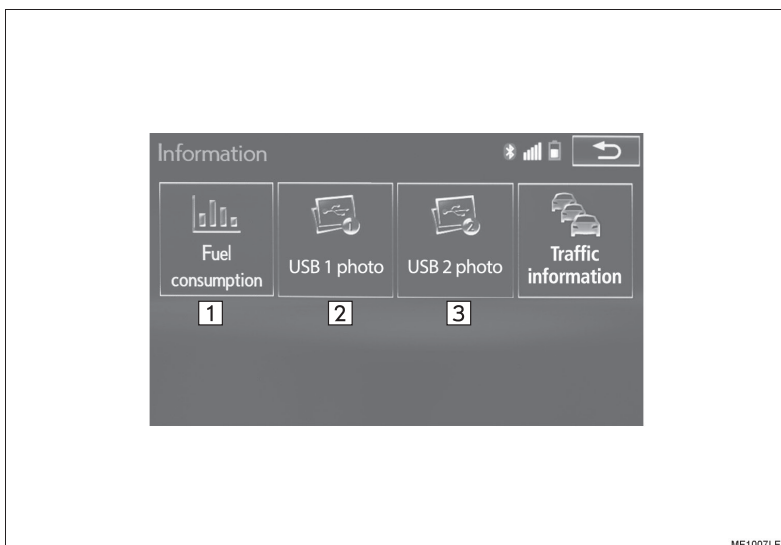 Information
Fuel
consumption
USB 1 photo
USB 2 photo
Traffic
information
1
2
3